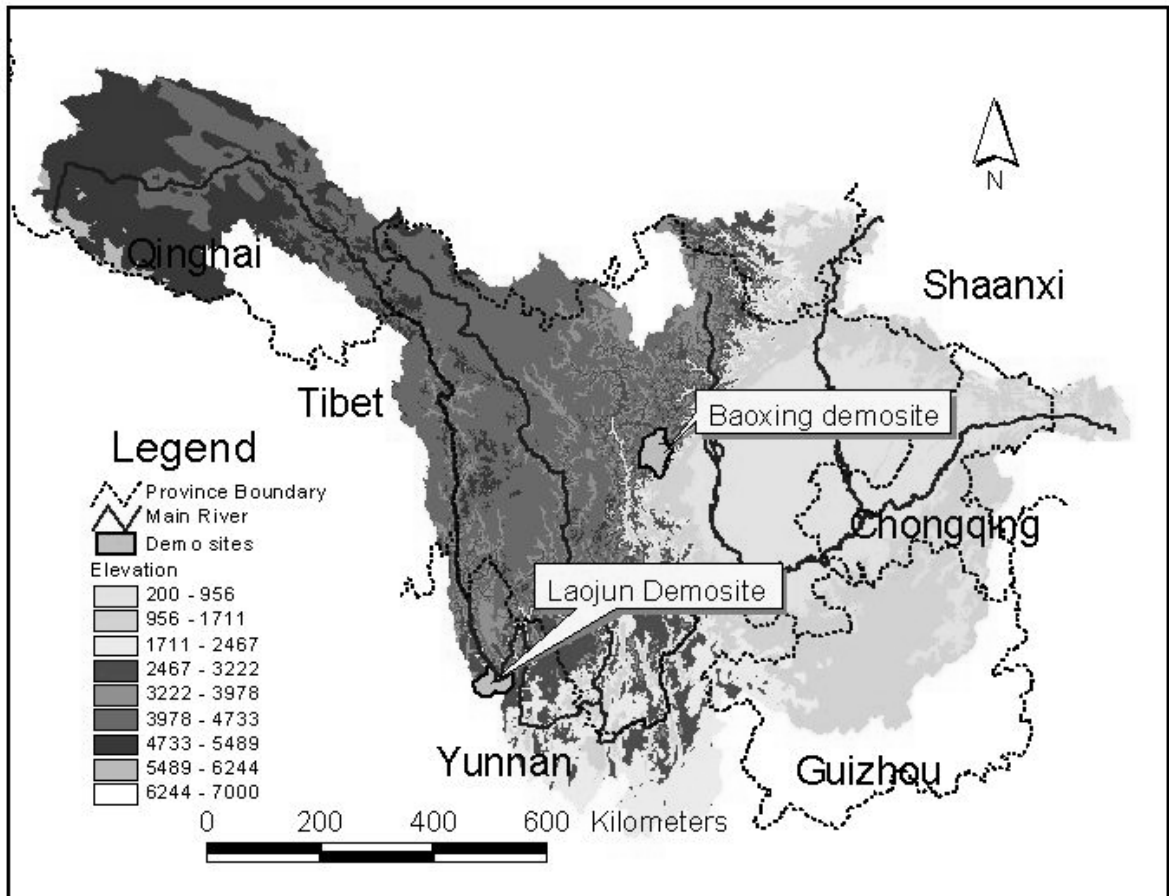 N
Shaanxi
Qinghai
Tibet
Baoxing demosite
Legend
Province Boundary
Main River
Demo sites
Chongqing
Elevation
200 - 956
956 - 1711
1711 - 2467
2467 - 3222
3222 - 3978
3978 - 4733
4733 - 5489
5489 - 6244
6244 - 7000
Laojun Demosite
Yunnan
Guizhou
0 200 400 600 Kilometers